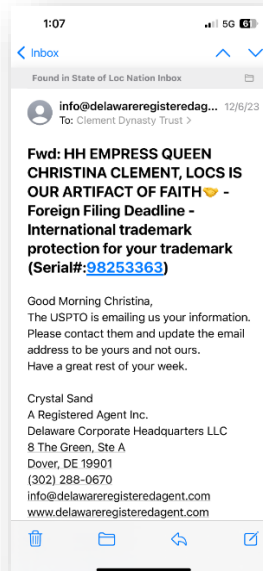 1:07
5G 6
Inbox
Found in State of Loc Nation Inbox
info@delawareregisteredag... 12/6/23
To: Clement Dynasty Trust >
Fwd: HH EMPRESS QUEEN
CHRISTINA CLEMENT, LOCS IS
OUR ARTIFACT OF FAITH🤝 -
Foreign Filing Deadline -
International trademark
protection for your trademark
(Serial#:98253363)
Good Morning Christina,
The USPTO is emailing us your information.
Please contact them and update the email
address to be yours and not ours.
Have a great rest of your week.
Crystal Sand
A Registered Agent Inc.
Delaware Corporate Headquarters LLC
8 The Green, Ste A
Dover, DE 19901
(302) 288-0670
info@delawareregisteredagent.com
www.delawareregisteredagent.com